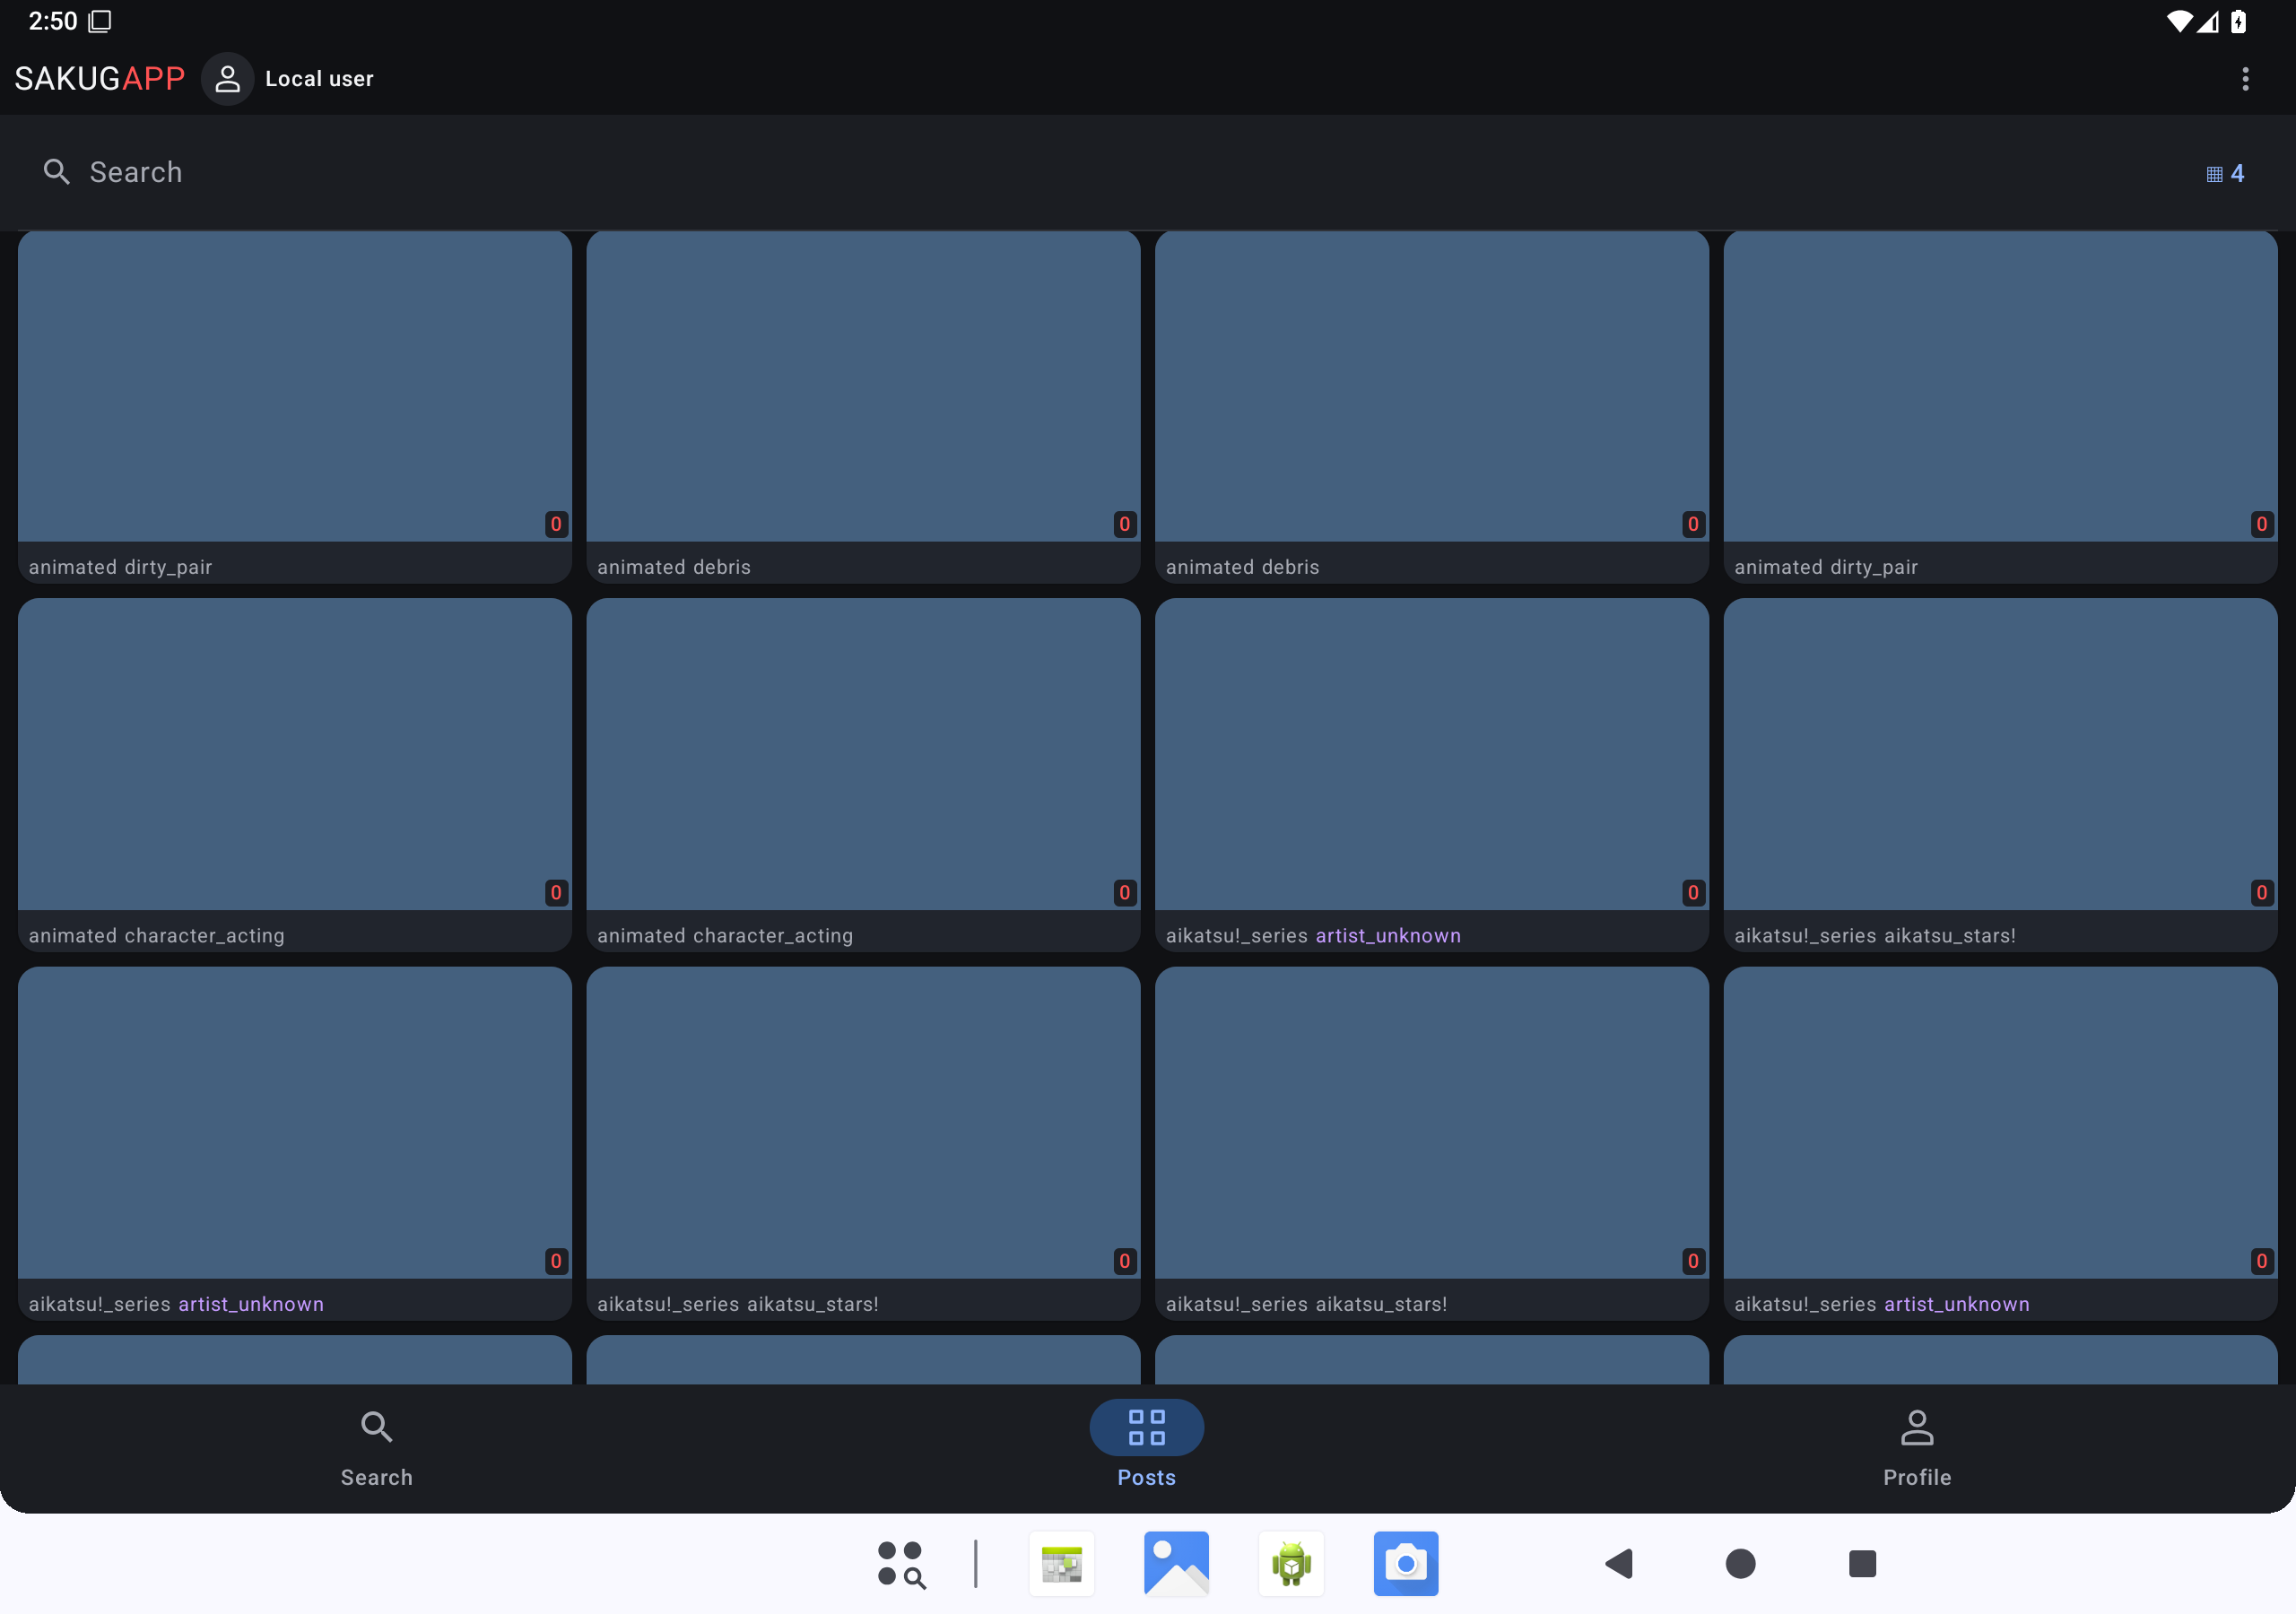 2:50
SAKUGAPP Local user
Search 4
0 0 0 0
animated dirty_pair animated debris animated debris animated dirty_pair
0 0 0 0
animated character_acting animated character_acting aikatsu!_series artist_unknown aikatsu!_series aikatsu_stars!
0 0 0 0
aikatsu!_series artist_unknown aikatsu!_series aikatsu_stars! aikatsu!_series aikatsu_stars! aikatsu!_series artist_unknown
Search Posts Profile